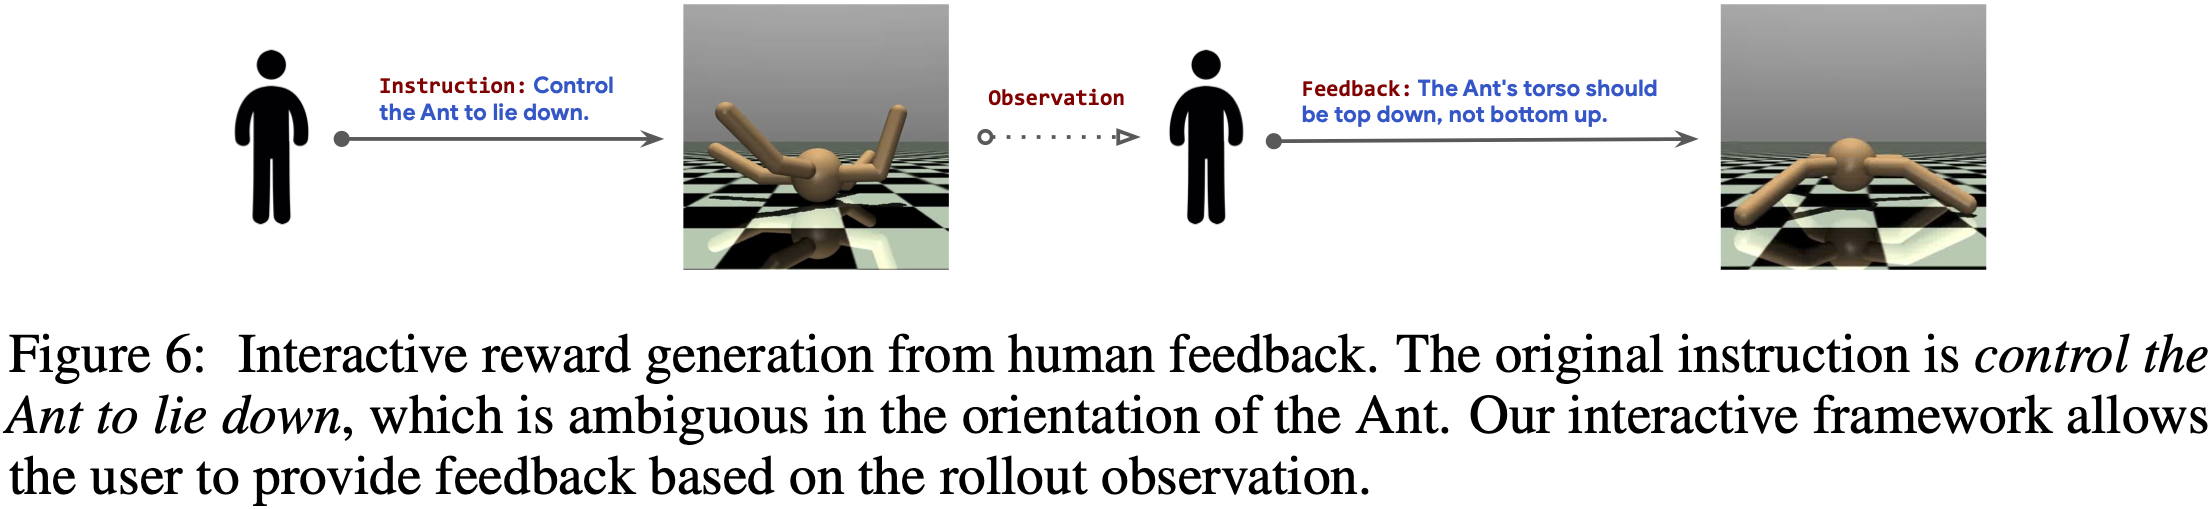 Instruction: Control
the Ant to lie down.
Observation
Feedback: The Ant's torso should
be top down, not bottom up.
Figure 6: Interactive reward generation from human feedback. The original instruction is control the
Ant to lie down, which is ambiguous in the orientation of the Ant. Our interactive framework allows
the user to provide feedback based on the rollout observation.